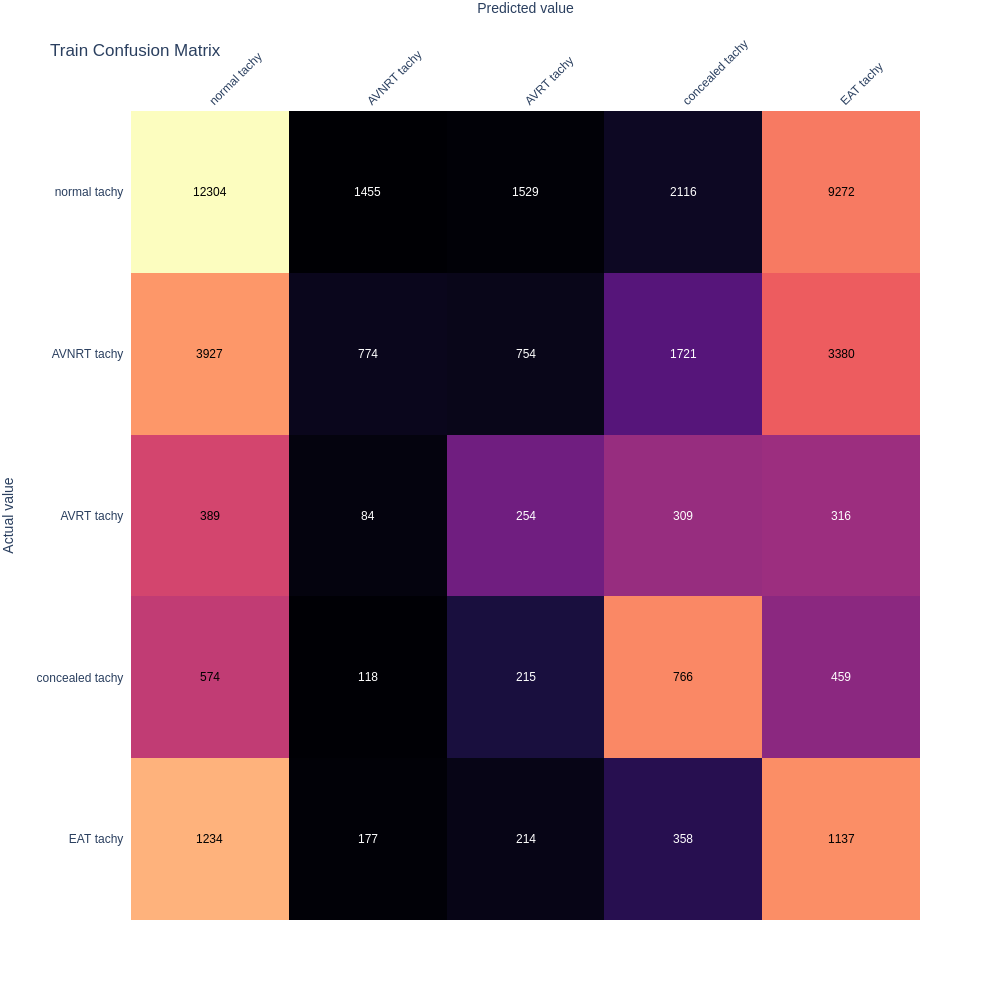 Predicted value
Train Confusion Matrix
normal tachy AVNRT tachy AVRT tachy concealed tachy EAT tachy
Actual value
normal tachy 12304 1455 1529 2116 9272
AVNRT tachy 3927 774 754 1721 3380
AVRT tachy 389 84 254 309 316
concealed tachy 574 118 215 766 459
EAT tachy 1234 177 214 358 1137